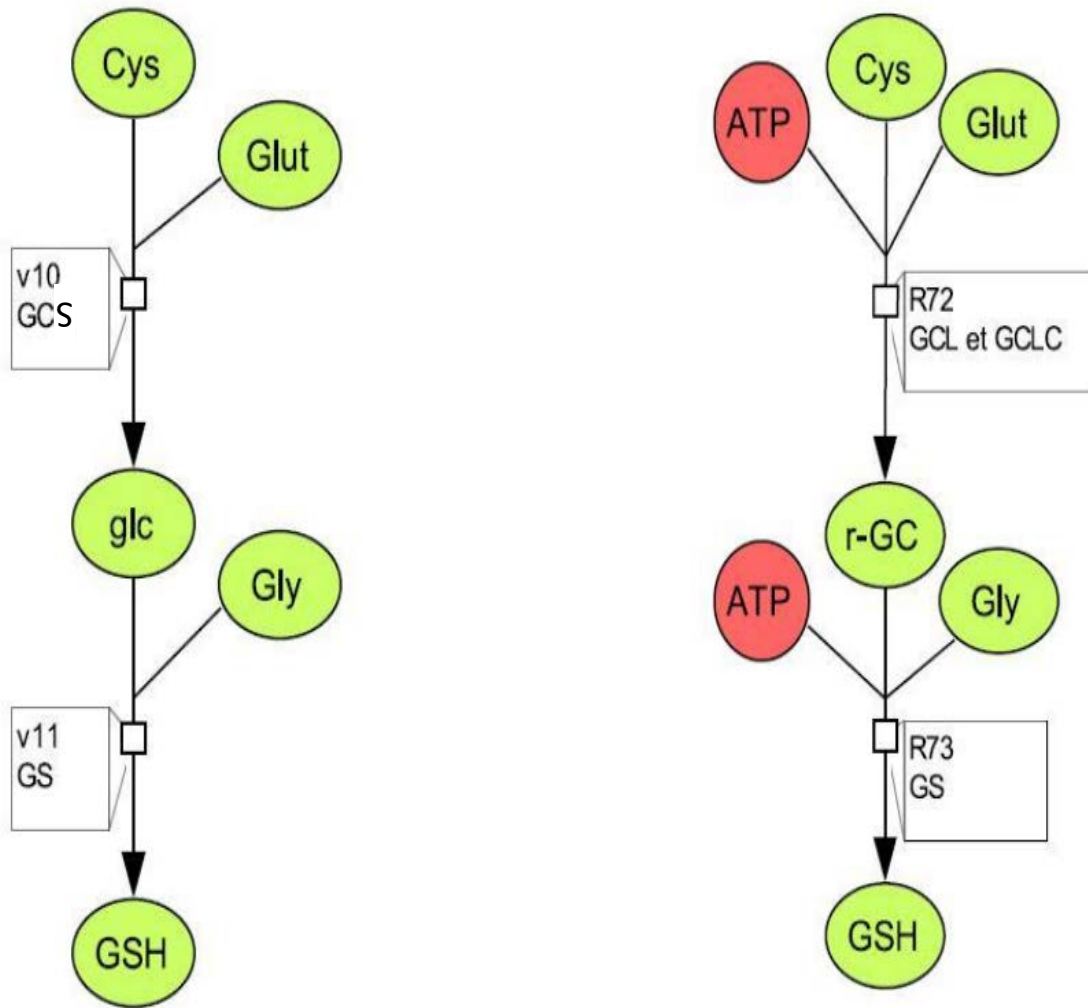 Cys
Glut
v10
GCS
glc
Gly
v11
GS
GSH
ATP
Cys
Glut
R72
GCL et GCLC
r-GC
ATP
Gly
R73
GS
GSH